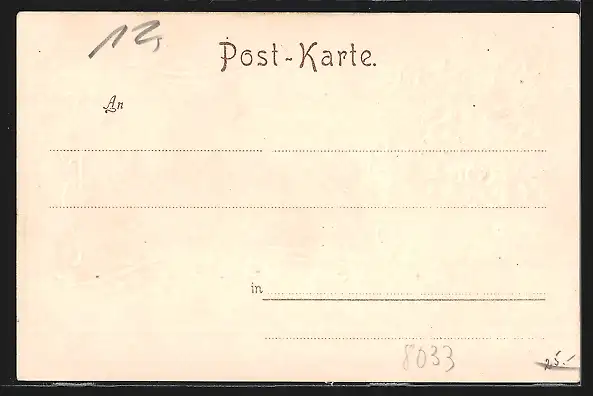 12
Post-Karte.
An
in
8033
25.-